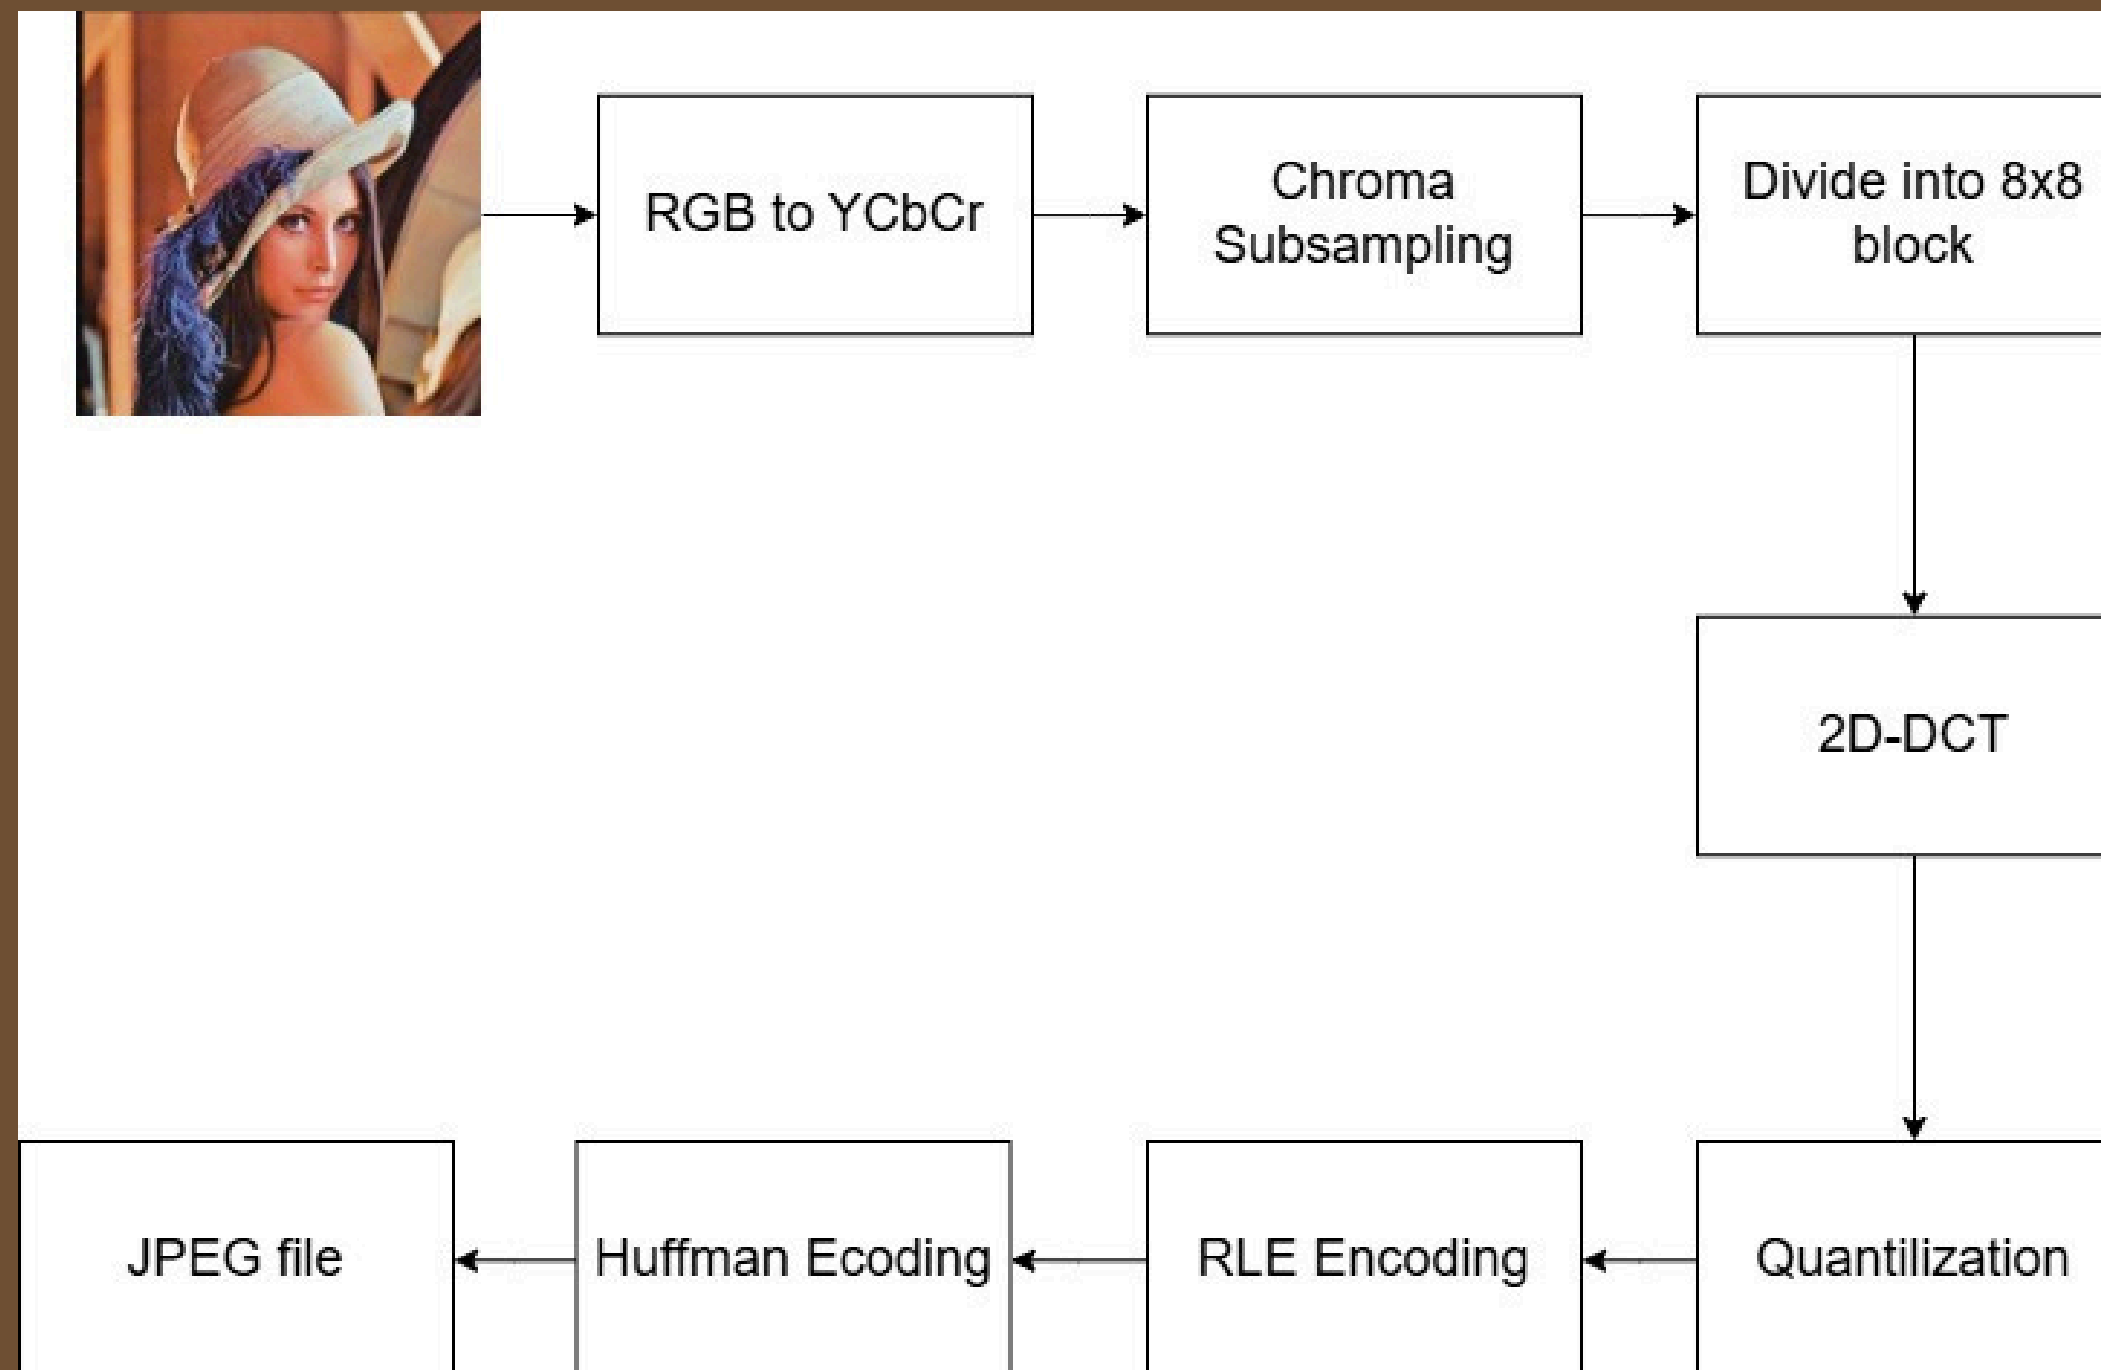 RGB to YCbCr
Chroma
Subsampling
Divide into 8x8
block
2D-DCT
Quantilization
RLE Encoding
Huffman Ecoding
JPEG file